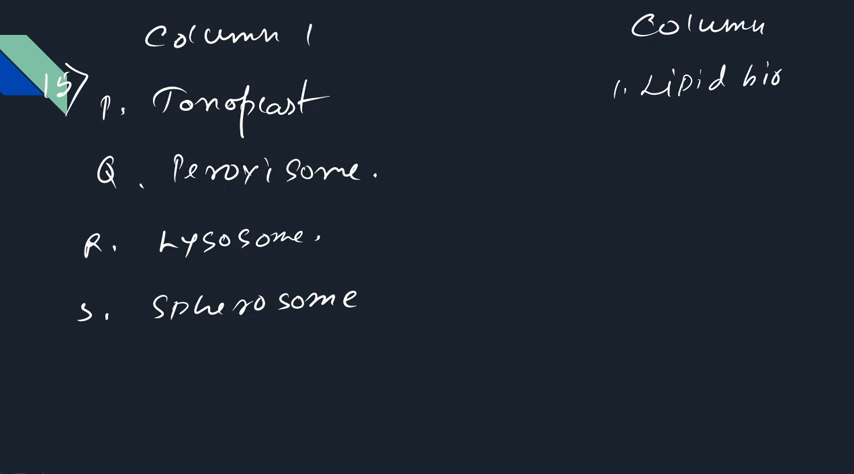 Column 1
Column
15)
P. Tonoplast
1. Lipid bio
Q. Peroxisome.
R. Lysosome.
S. Spherosome